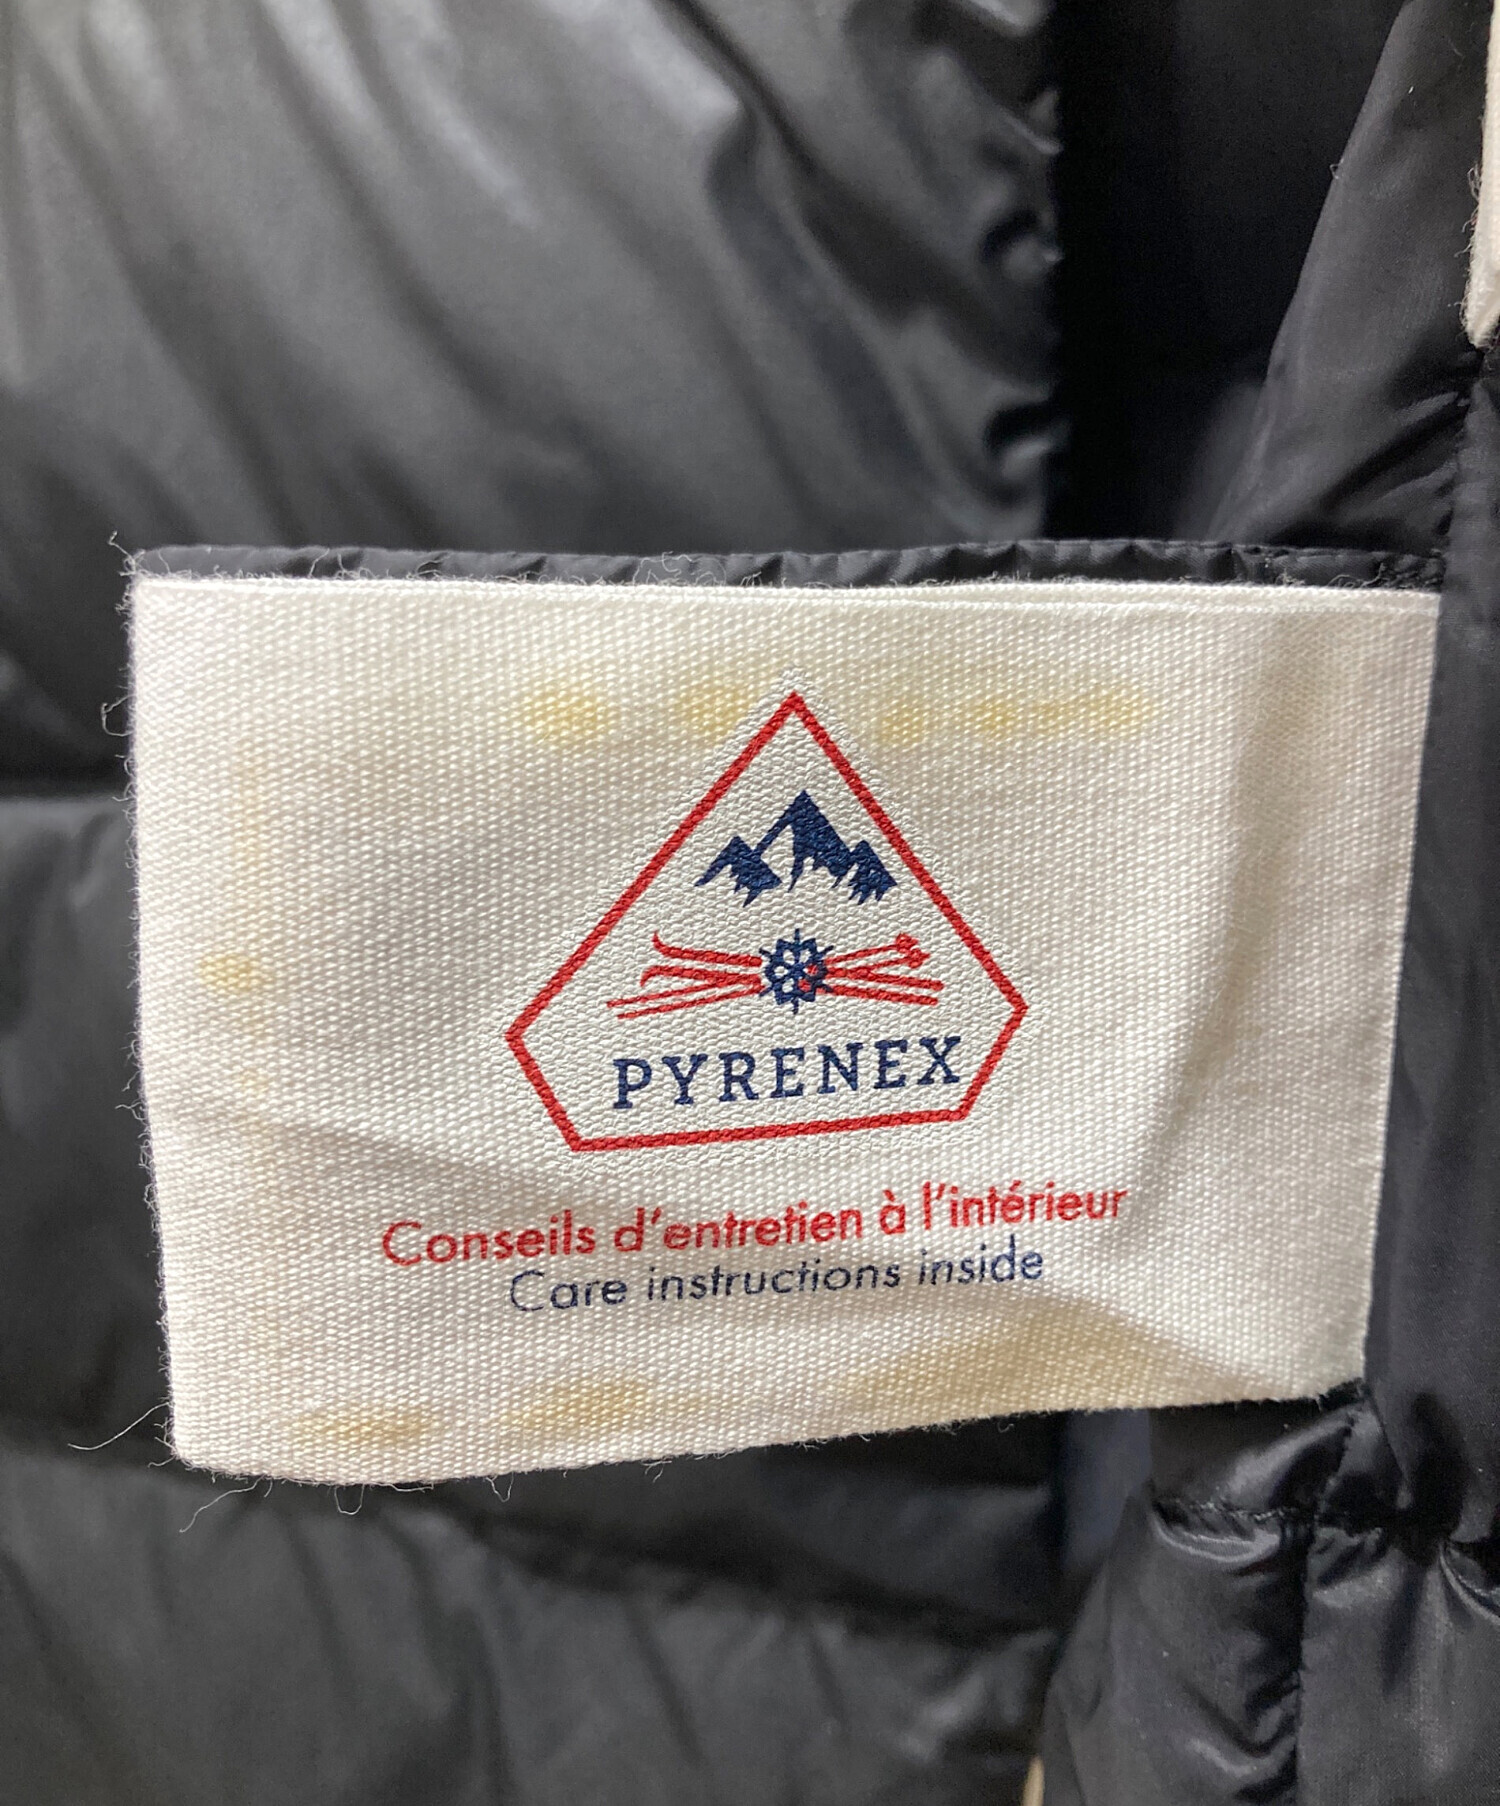 PYRENEX
Conseils d'entretien à l'intérieur
Care instructions inside